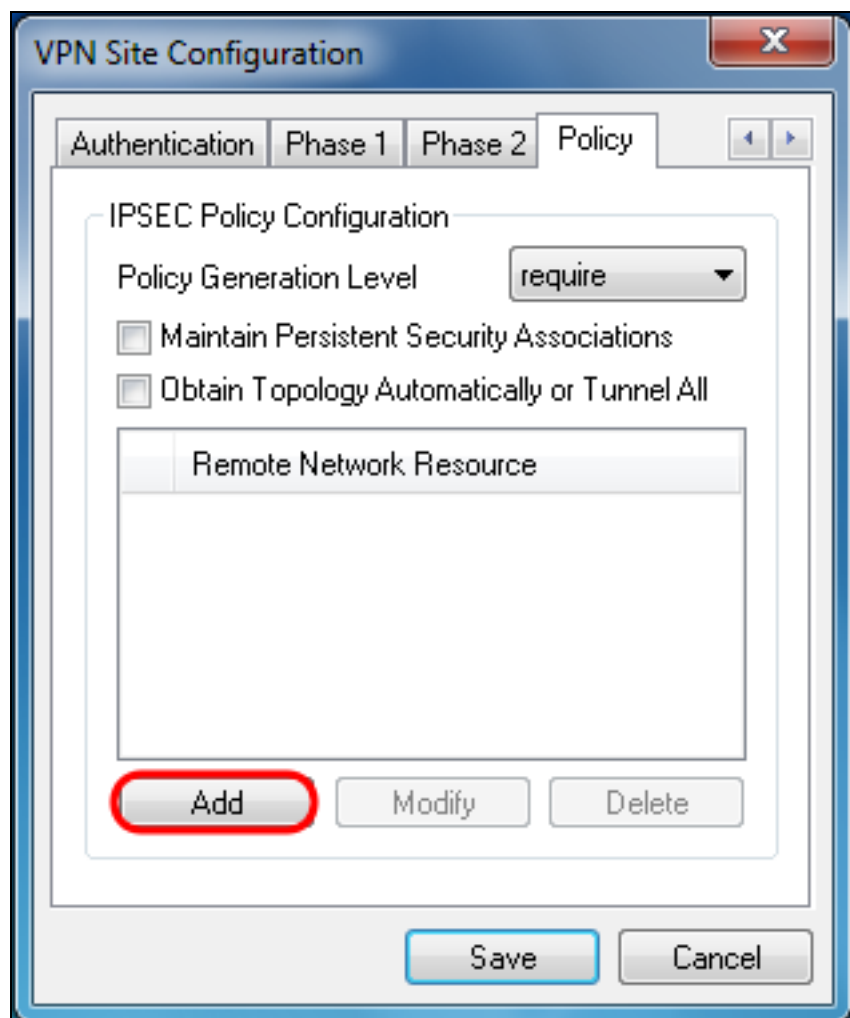 VPN Site Configuration
Authentication Phase 1 Phase 2 Policy
IPSEC Policy Configuration
Policy Generation Level require
Maintain Persistent Security Associations
Obtain Topology Automatically or Tunnel All
Remote Network Resource
Add Modify Delete
Save Cancel